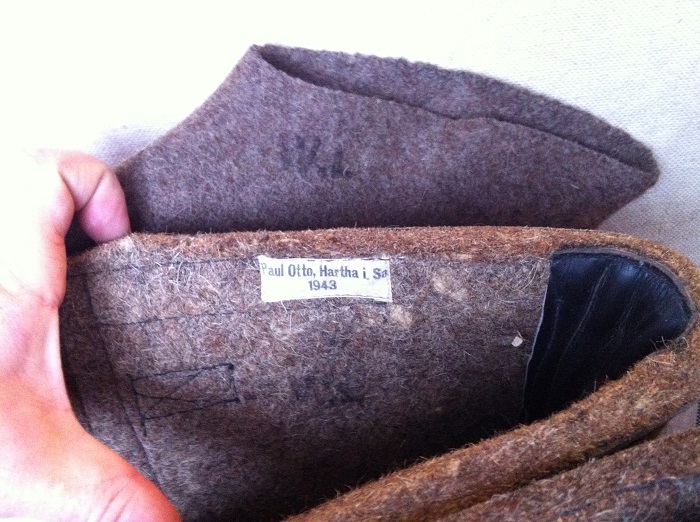 Paul Otto, Hartha i. Sa
1943